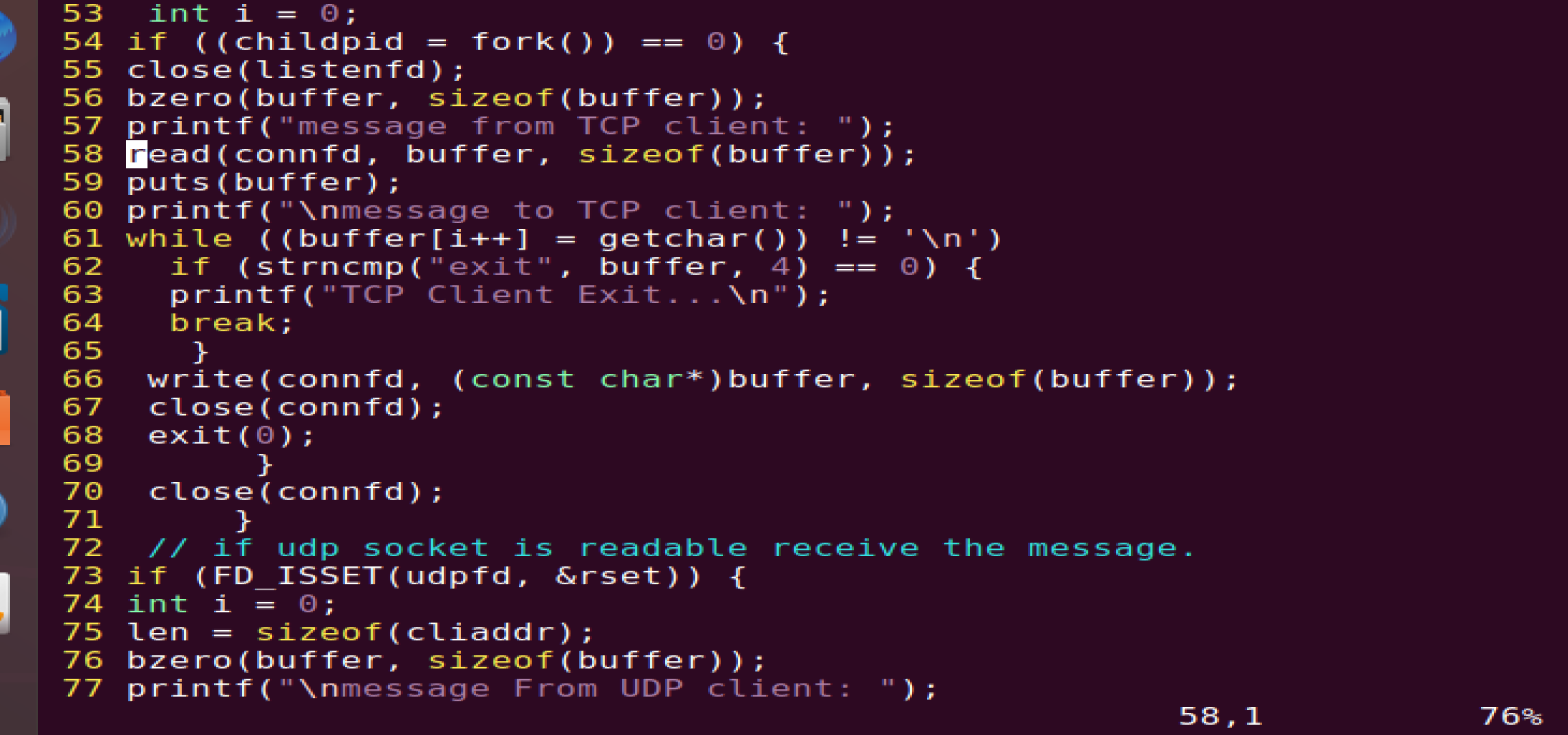 53  int i = 0;
54 if ((childpid = fork()) == 0) {
55 close(listenfd);
56 bzero(buffer, sizeof(buffer));
57 printf("message from TCP client: ");
58 read(connfd, buffer, sizeof(buffer));
59 puts(buffer);
60 printf("\nmessage to TCP client: ");
61 while ((buffer[i++] = getchar()) != '\n')
62   if (strncmp("exit", buffer, 4) == 0) {
63   printf("TCP Client Exit...\n");
64   break;
65    }
66  write(connfd, (const char*)buffer, sizeof(buffer));
67  close(connfd);
68  exit(0);
69       }
70  close(connfd);
71      }
72  // if udp socket is readable receive the message.
73 if (FD_ISSET(udpfd, &rset)) {
74 int i = 0;
75 len = sizeof(cliaddr);
76 bzero(buffer, sizeof(buffer));
77 printf("\nmessage From UDP client: ");
58,1 76%